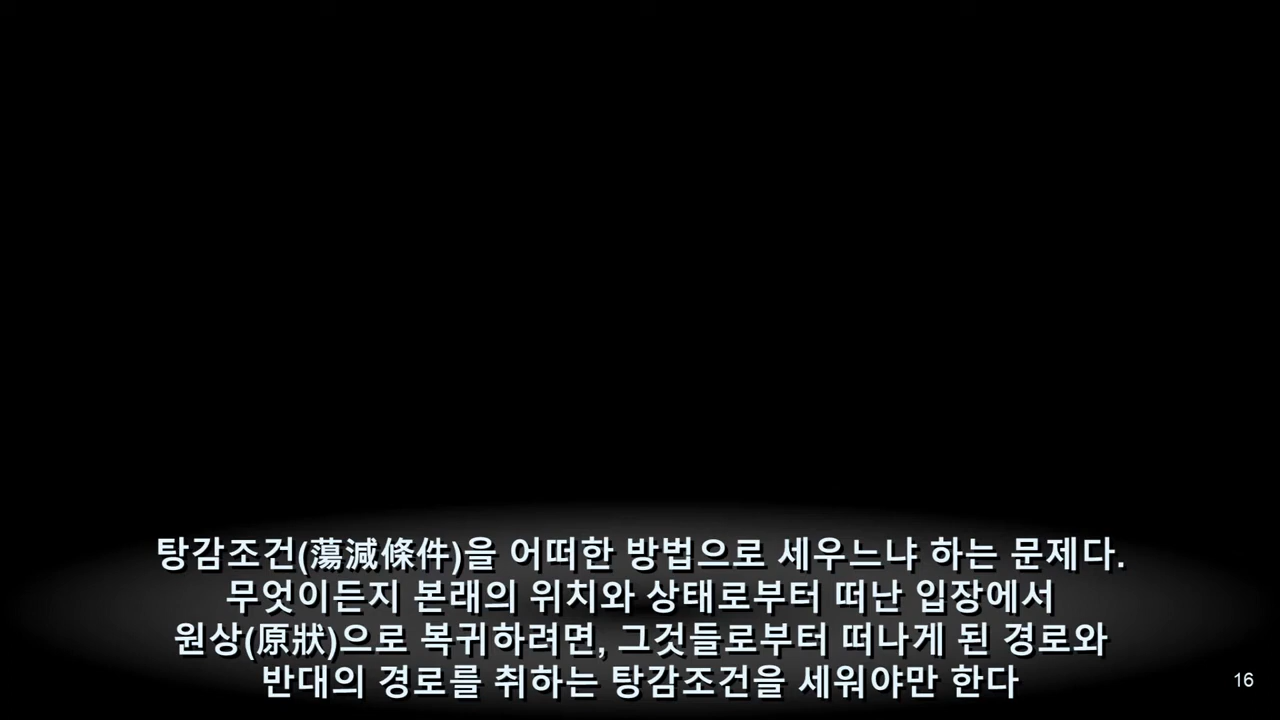 탕감조건(蕩減條件)을 어떠한 방법으로 세우느냐 하는 문제다.
무엇이든지 본래의 위치와 상태로부터 떠난 입장에서
원상(原狀)으로 복귀하려면, 그것들로부터 떠나게 된 경로와
반대의 경로를 취하는 탕감조건을 세워야만 한다
16